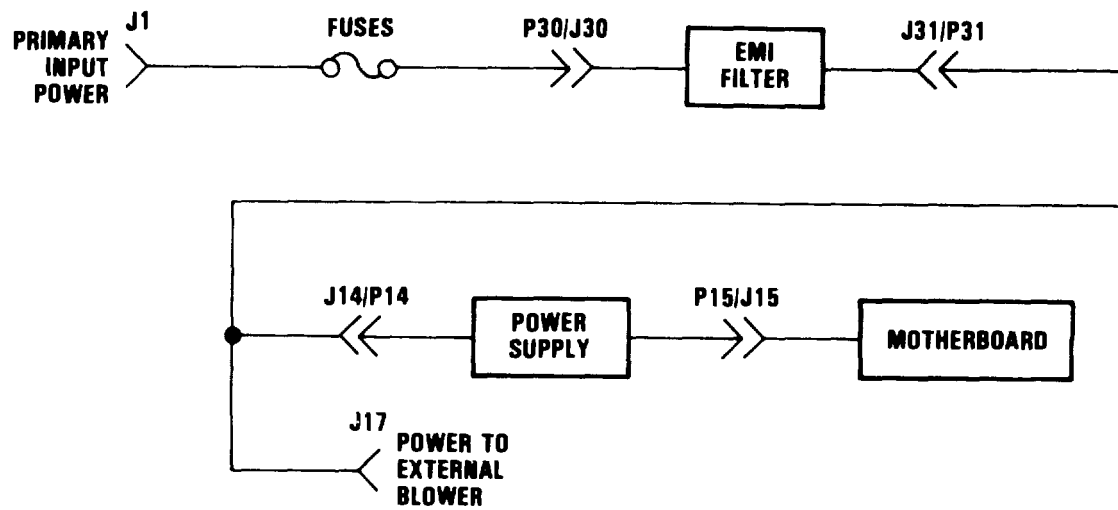 J1
PRIMARY
INPUT
POWER
FUSES
P30/J30
EMI
FILTER
J31/P31
J14/P14
POWER
SUPPLY
P15/J15
MOTHERBOARD
J17
POWER TO
EXTERNAL
BLOWER